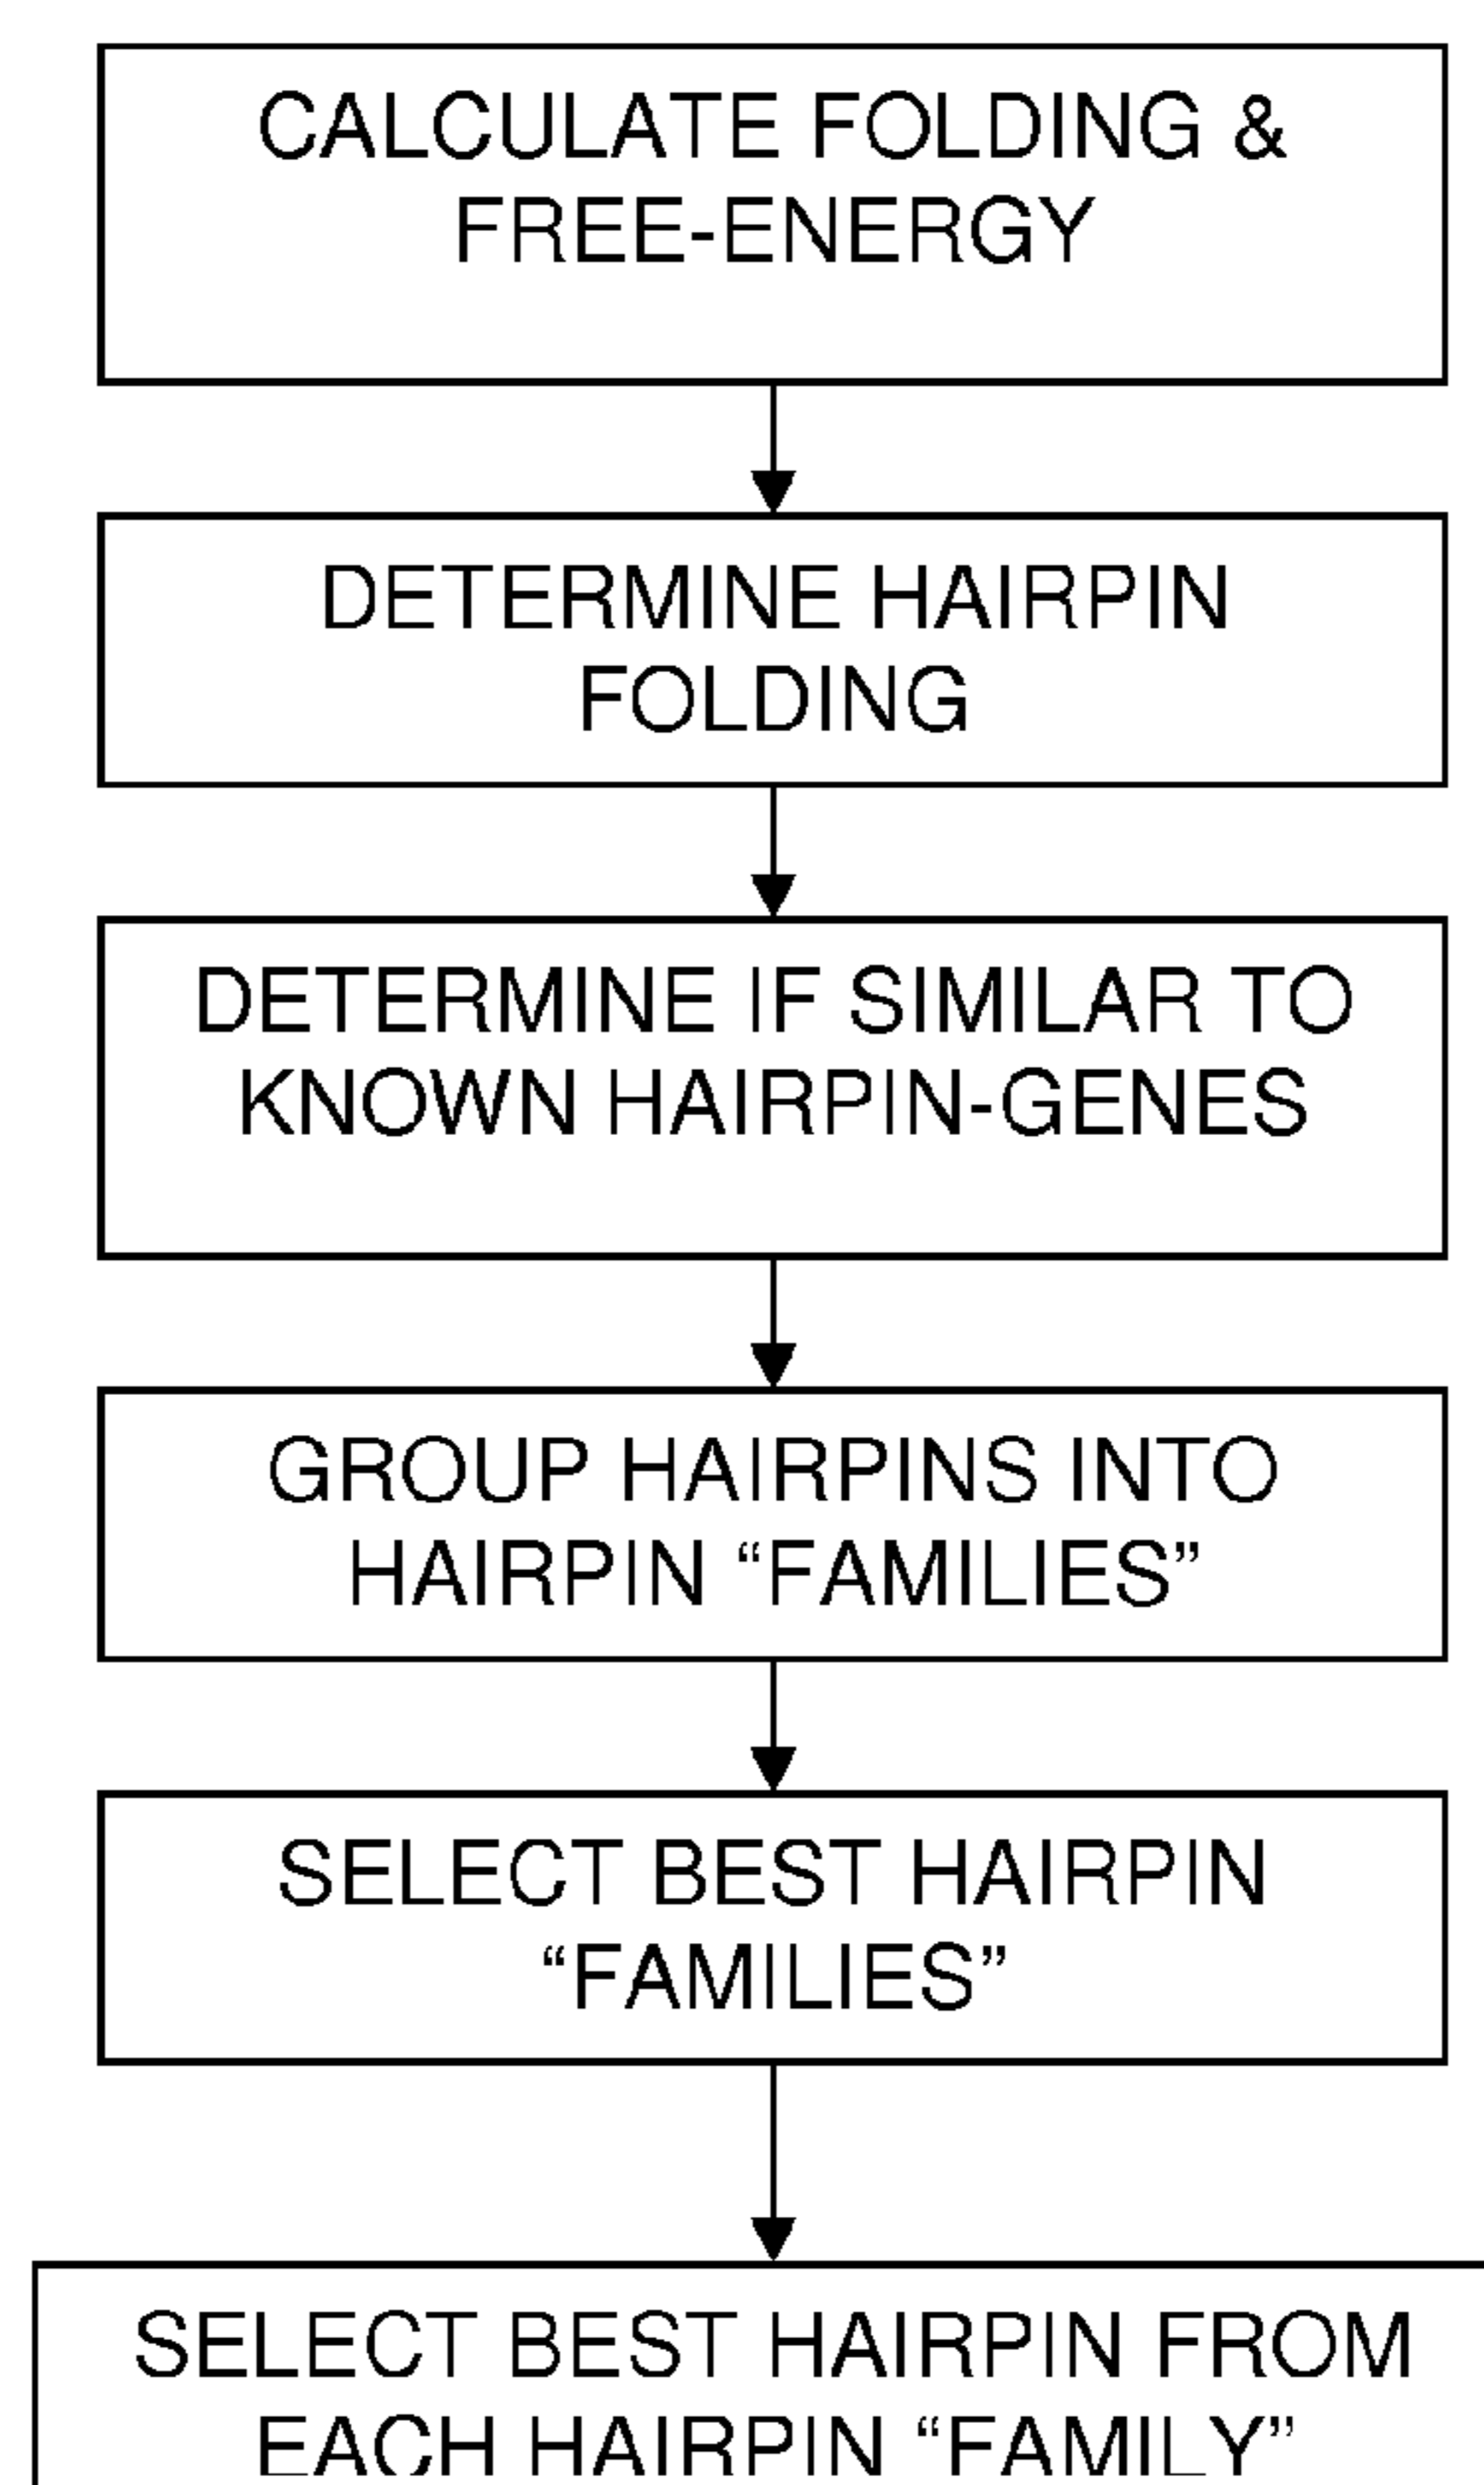 CALCULATE FOLDING &
FREE-ENERGY
DETERMINE HAIRPIN
FOLDING
DETERMINE IF SIMILAR TO
KNOWN HAIRPIN-GENES
GROUP HAIRPINS INTO
HAIRPIN “FAMILIES”
SELECT BEST HAIRPIN
“FAMILIES”
SELECT BEST HAIRPIN FROM
EACH HAIRPIN “FAMILY”